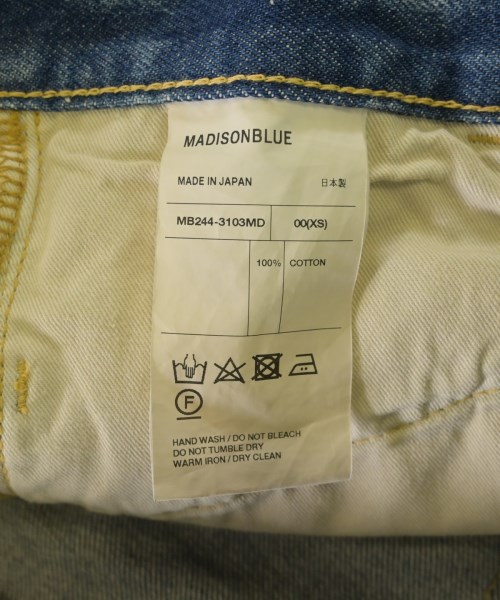 MADISONBLUE
MADE IN JAPAN 日本製
MB244-3103MD 00(XS)
100% COTTON
F
HAND WASH / DO NOT BLEACH
DO NOT TUMBLE DRY
WARM IRON / DRY CLEAN